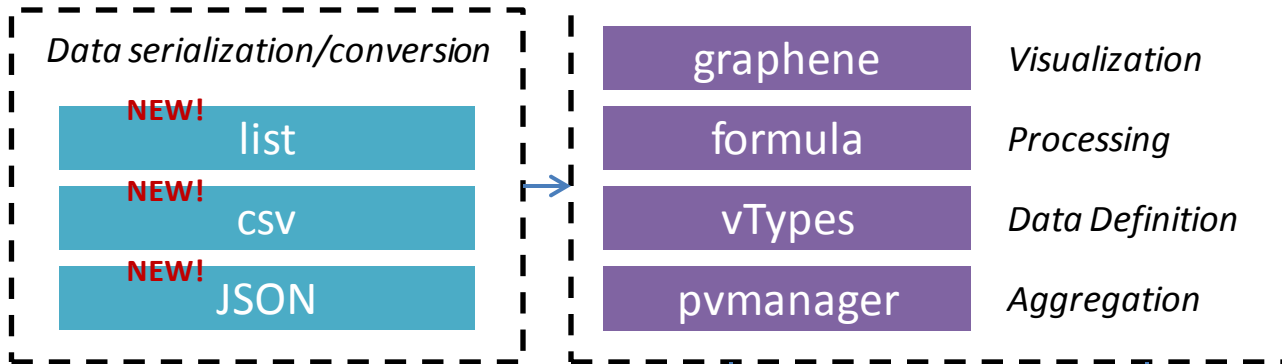 Data serialization/conversion
NEW!
list
NEW!
csv
NEW!
JSON
graphene Visualization
formula Processing
vTypes Data Definition
pvmanager Aggregation